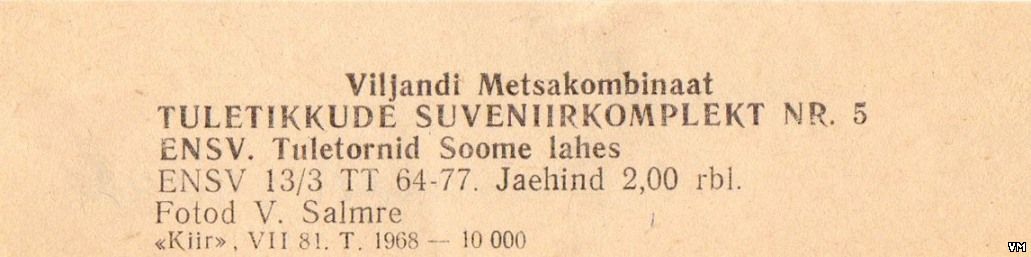 Viljandi Metsakombinaat
TULETIKKUDE SUVENIIRKOMPLEKT NR. 5
ENSV. Tuletornid Soome lahes
ENSV 13/3 TT 64-77. Jaehind 2,00 rbl.
Fotod V. Salmre
«Kiir», VII 81. T. 1968 — 10 000
VM